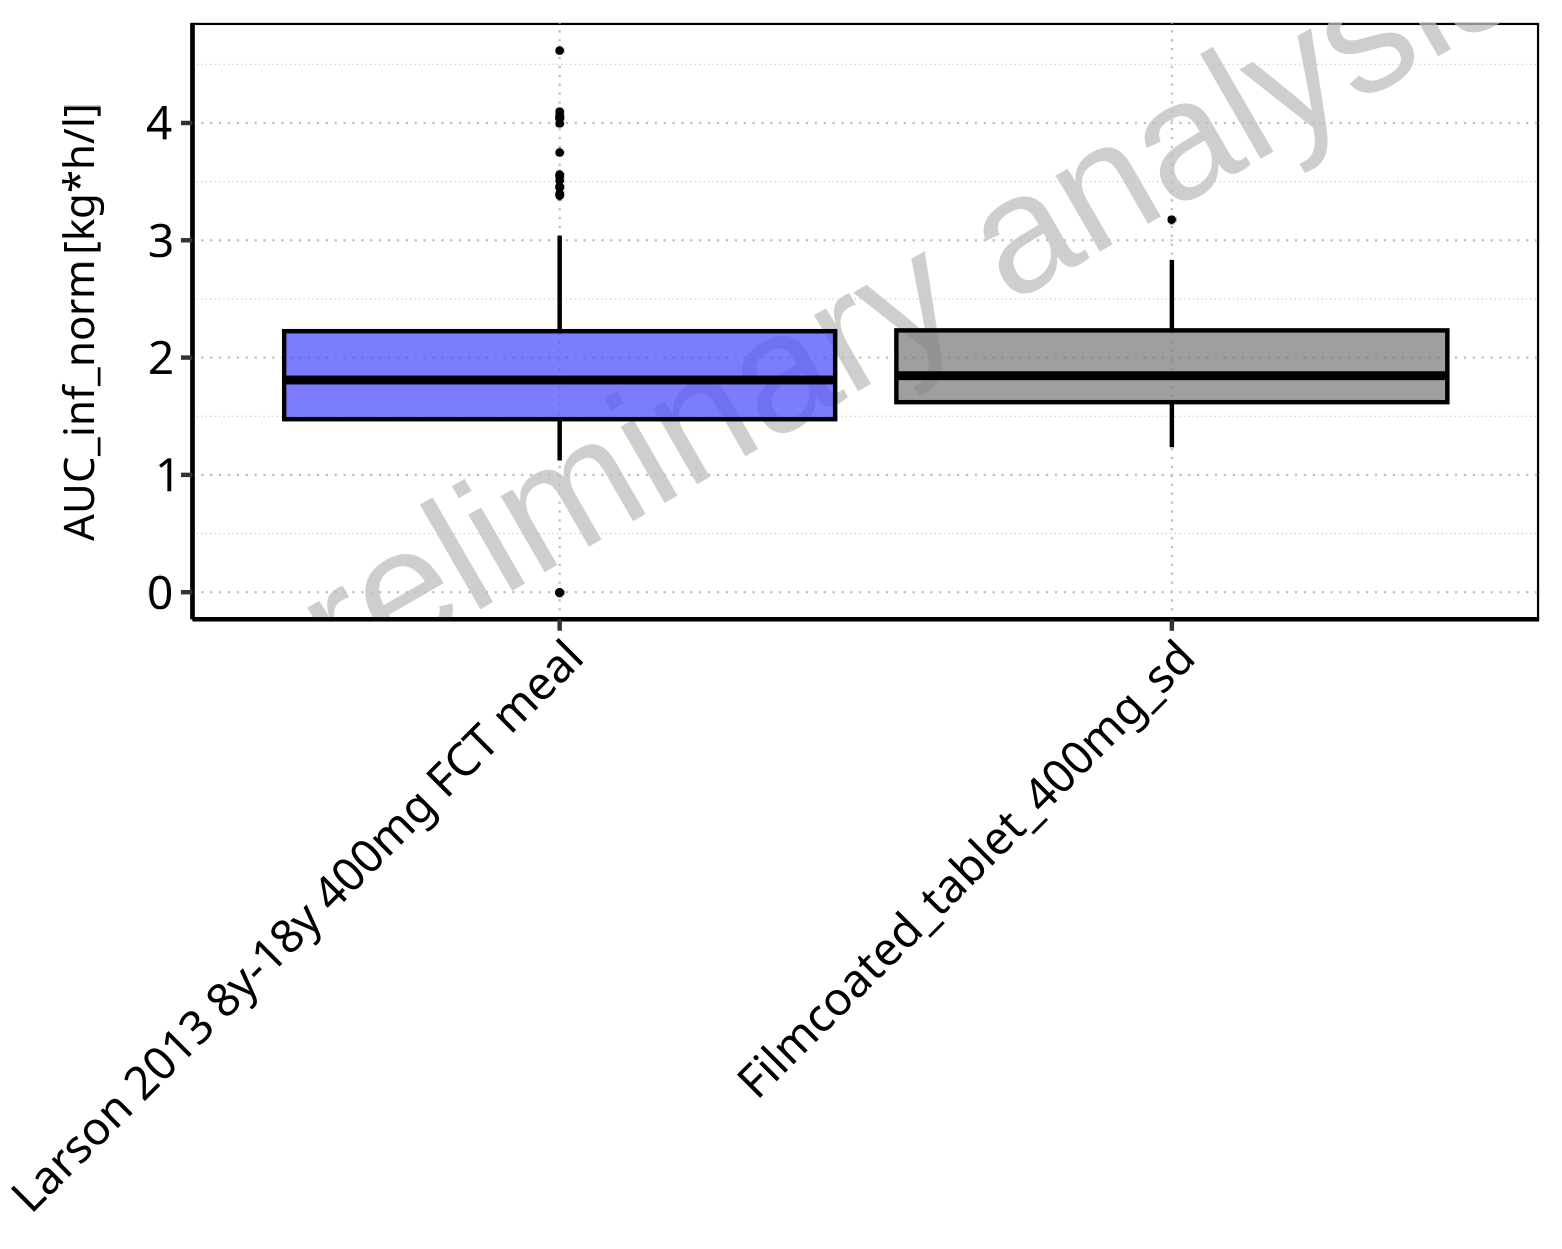 AUC_inf_norm [kg*h/l]
4
3
2
1
0
reliminary analysis
Larson 2013 8y-18y 400mg FCT meal
Filmcoated_tablet_400mg_sd